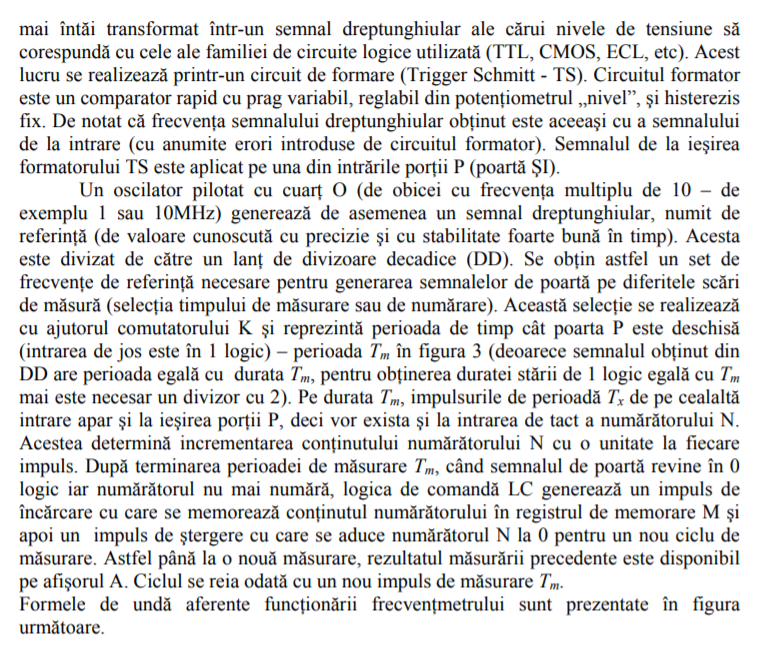 mai întăi transformat într-un semnal dreptunghiular ale cărui nivele de tensiune să
corespundă cu cele ale familiei de circuite logice utilizată (TTL, CMOS, ECL, etc). Acest
lucru se realizează printr-un circuit de formare (Trigger Schmitt - TS). Circuitul formator
este un comparator rapid cu prag variabil, reglabil din potențiometrul „nivel”, și histerezis
fix. De notat că frecvența semnalului dreptunghiular obținut este aceeași cu a semnalului
de la intrare (cu anumite erori introduse de circuitul formator). Semnalul de la ieșirea
formatorului TS este aplicat pe una din intrările porții P (poartă ȘI).
Un oscilator pilotat cu cuarț O (de obicei cu frecvența multiplu de 10 – de
exemplu 1 sau 10MHz) generează de asemenea un semnal dreptunghiular, numit de
referință (de valoare cunoscută cu precizie și cu stabilitate foarte bună în timp). Acesta
este divizat de către un lanț de divizoare decadice (DD). Se obțin astfel un set de
frecvențe de referință necesare pentru generarea semnalelor de poartă pe diferitele scări
de măsură (selecția timpului de măsurare sau de numărare). Această selecție se realizează
cu ajutorul comutatorului K și reprezintă perioada de timp cât poarta P este deschisă
(intrarea de jos este în 1 logic) – perioada Tm în figura 3 (deoarece semnalul obținut din
DD are perioada egală cu durata Tm, pentru obținerea duratei stării de 1 logic egală cu Tm
mai este necesar un divizor cu 2). Pe durata Tm, impulsurile de perioadă Tx de pe cealaltă
intrare apar și la ieșirea porții P, deci vor exista și la intrarea de tact a numărătorului N.
Acestea determină incrementarea conținutului numărătorului N cu o unitate la fiecare
impuls. După terminarea perioadei de măsurare Tm, când semnalul de poartă revine în 0
logic iar numărătorul nu mai numără, logica de comandă LC generează un impuls de
încărcare cu care se memorează conținutul numărătorului în registrul de memorare M și
apoi un impuls de ștergere cu care se aduce numărătorul N la 0 pentru un nou ciclu de
măsurare. Astfel până la o nouă măsurare, rezultatul măsurării precedente este disponibil
pe afișorul A. Ciclul se reia odată cu un nou impuls de măsurare Tm.
Formele de undă aferente funcționării frecvențmetrului sunt prezentate în figura
următoare.